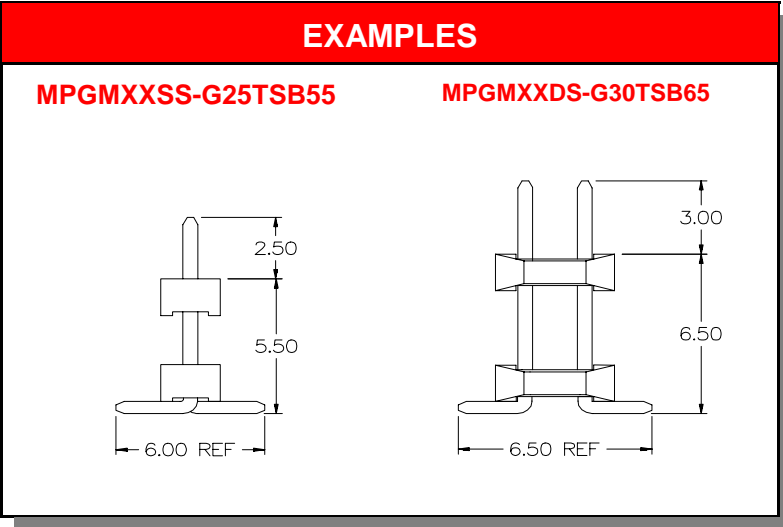 EXAMPLES
MPGMXXSS-G25TSB55
MPGMXXDS-G30TSB65
2.50
5.50
6.00 REF
3.00
6.50
6.50 REF